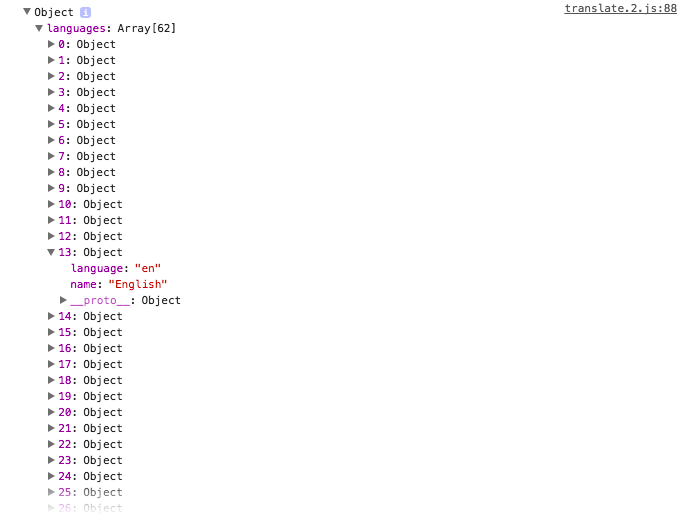 Object i translate.2.js:88
languages: Array[62]
0: Object
1: Object
2: Object
3: Object
4: Object
5: Object
6: Object
7: Object
8: Object
9: Object
10: Object
11: Object
12: Object
13: Object
language: "en"
name: "English"
__proto__: Object
14: Object
15: Object
16: Object
17: Object
18: Object
19: Object
20: Object
21: Object
22: Object
23: Object
24: Object
25: Object
26: Object